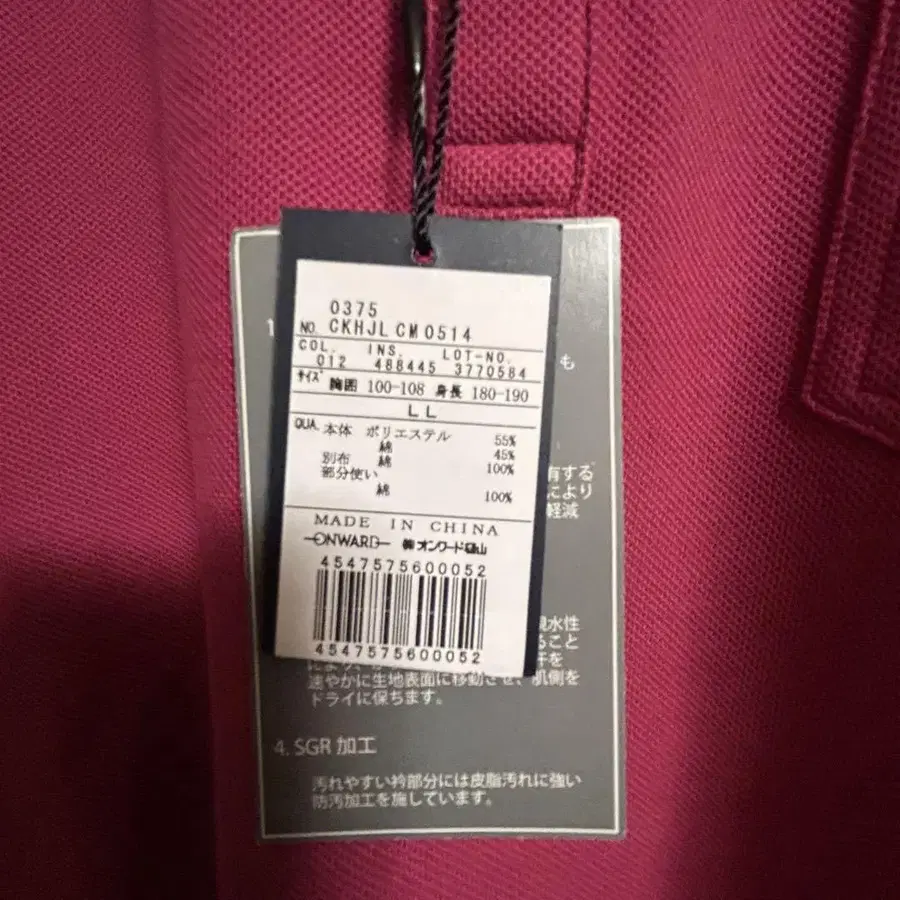 0375
NO. CKHJL CM0514
COL. INS. LOT-NO.
012 488445 3770584
ｻｲｽﾞ 胸囲 100-108 身長 180-190
LL
QUA. 本体 ポリエステル 55%
綿 45%
別布 綿 100%
部分使い
綿 100%
MADE IN CHINA
ONWARD ㈱オンワード樫山
4547575600052
4547575600052
も
有する
により
軽減
水性
ること
汗を
速やかに生地表面に移動させ、肌側を
ドライに保ちます。
4. SGR 加工
汚れやすい衿部分には皮脂汚れに強い
防汚加工を施しています。